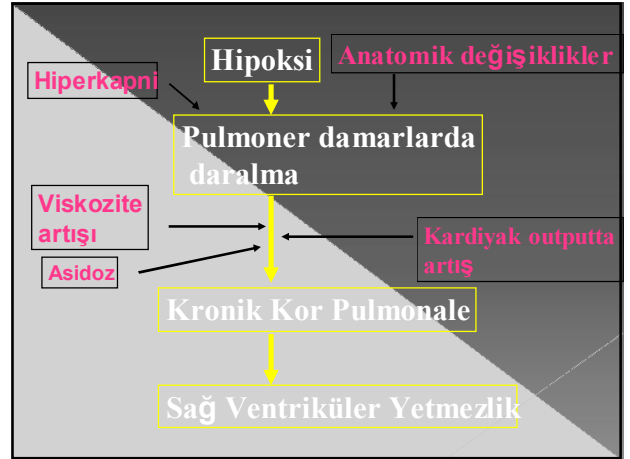 Hipoksi
Anatomik değişiklikler
Hiperkapni
Pulmoner damarlarda
daralma
Viskozite
artışı
Kardiyak outputta
artış
Asidoz
Kronik Kor Pulmonale
Sağ Ventriküler Yetmezlik